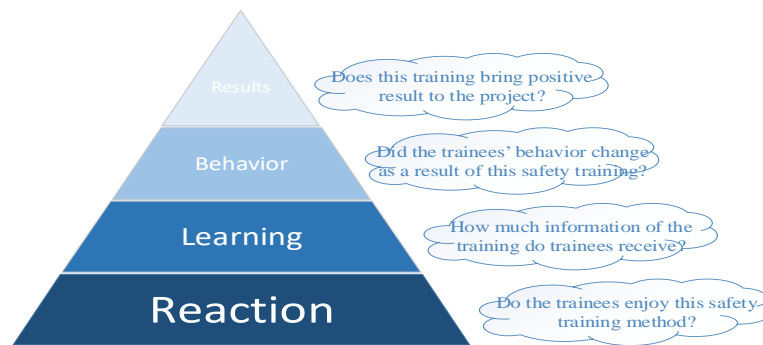 Results
Does this training bring positive
result to the project?
Behavior
Did the trainees’ behavior change
as a result of this safety training?
Learning
How much information of the
training do trainees receive?
Reaction
Do the trainees enjoy this safety
training method?